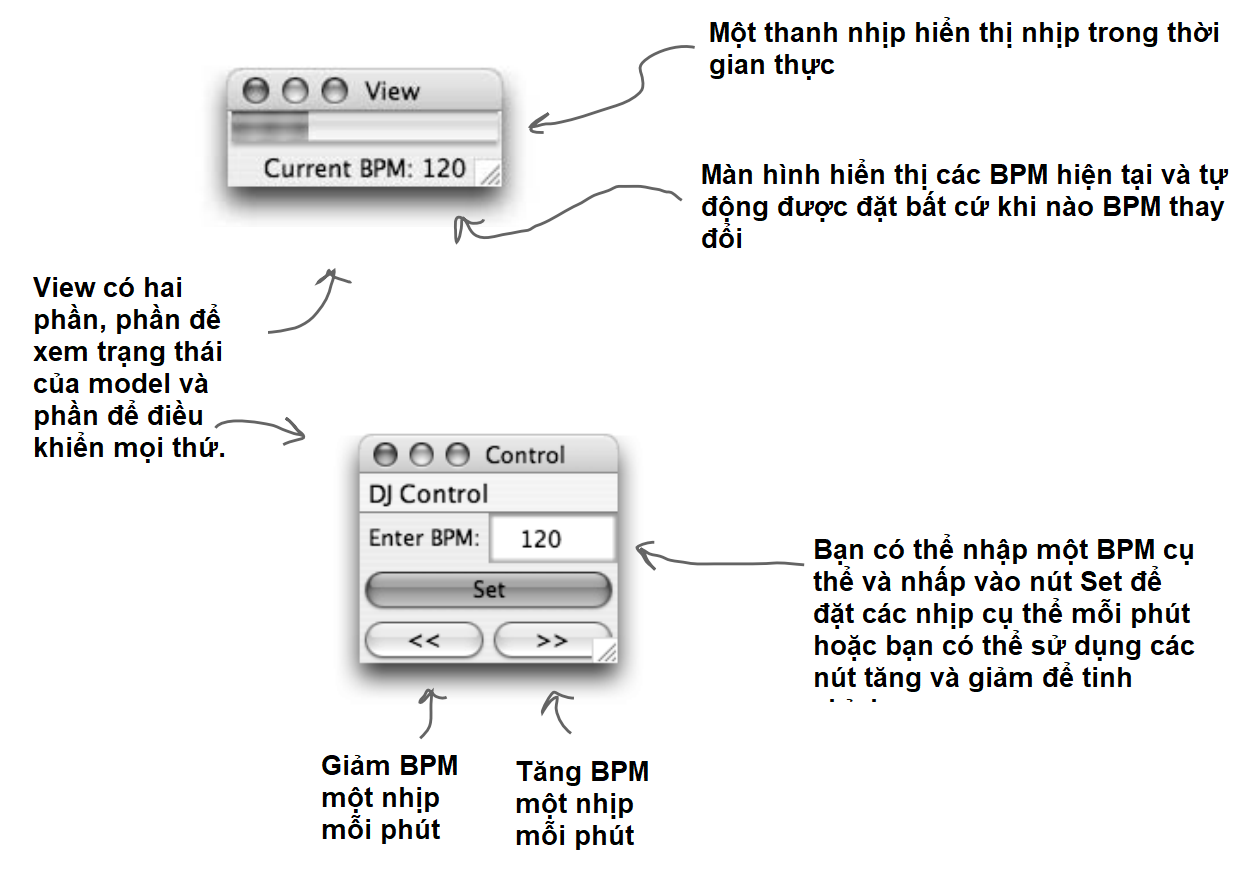 Một thanh nhịp hiển thị nhịp trong thời
gian thực
View
Current BPM: 120
Màn hình hiển thị các BPM hiện tại và tự
động được đặt bất cứ khi nào BPM thay
đổi
View có hai
phần, phần để
xem trạng thái
của model và
phần để điều
khiển mọi thứ.
Control
DJ Control
Enter BPM: 120
Set
<< >>
Bạn có thể nhập một BPM cụ
thể và nhấp vào nút Set để
đặt các nhịp cụ thể mỗi phút
hoặc bạn có thể sử dụng các
nút tăng và giảm để tinh
Giảm BPM
một nhịp
mỗi phút
Tăng BPM
một nhịp
mỗi phút